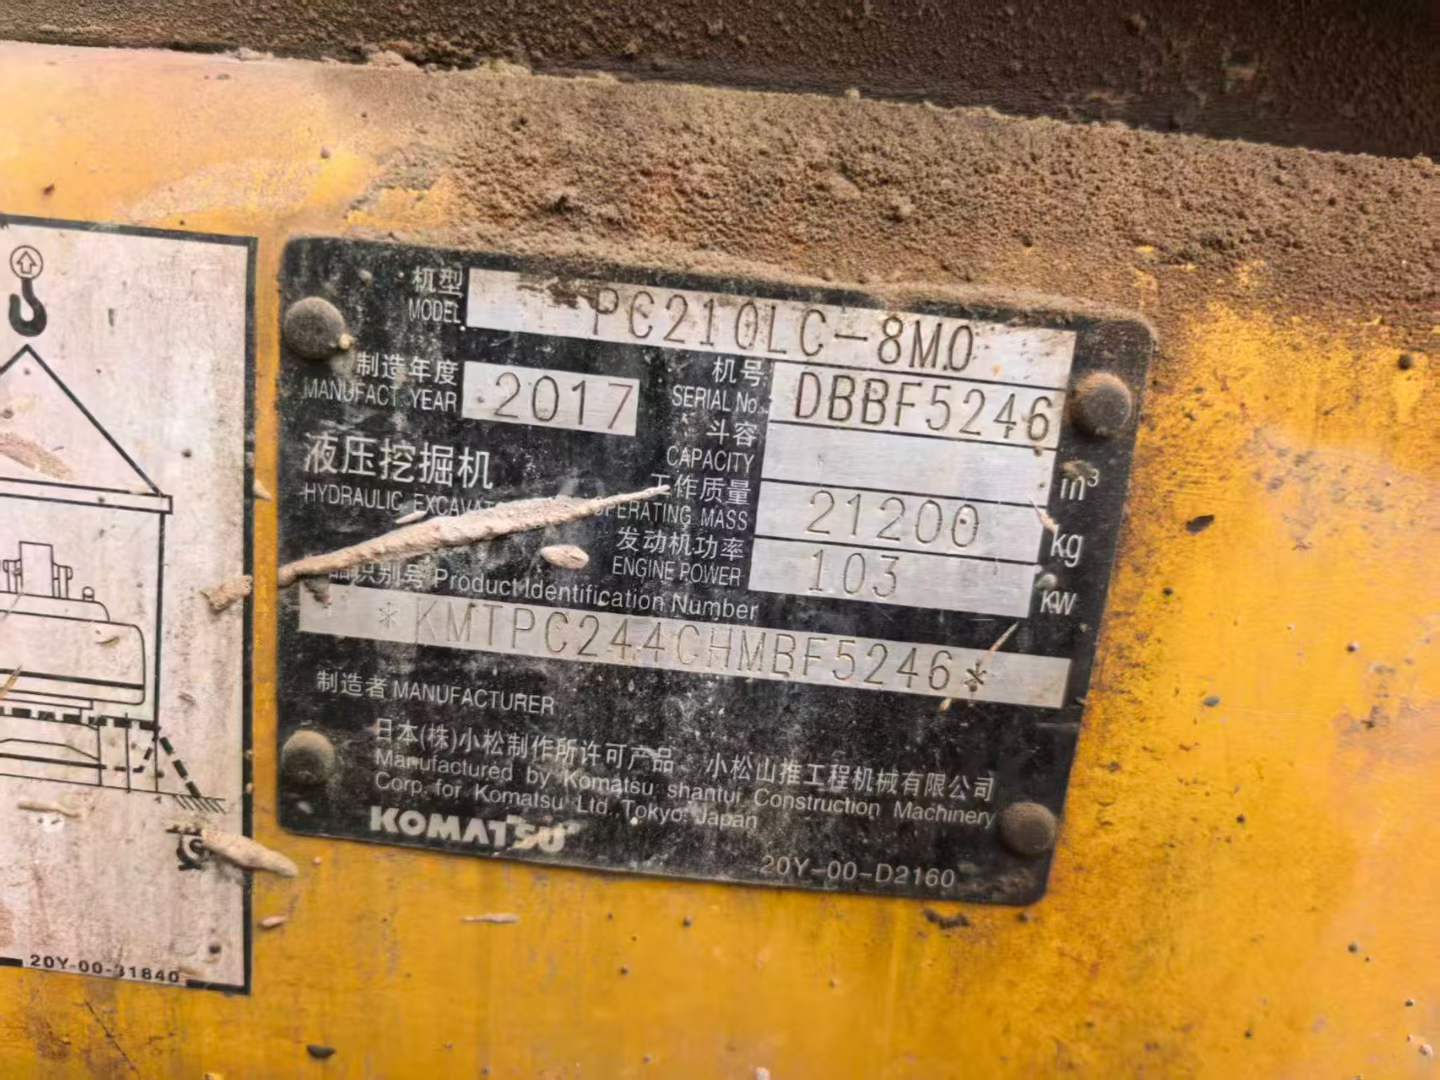 机型
MODEL
PC210LC-8M0
制造年度
MANUFACT.YEAR
2017
机号
SERIAL No.
DBBF5246
液压挖掘机
HYDRAULIC
斗容
CAPACITY
m³
工作质量
OPERATING MASS
21200
kg
发动机功率
ENGINE POWER
103
KW
识别号 Product Identification Number
*KMTPC244CHMBF5246*
制造者 MANUFACTURER
日本(株)小松制作所许可产品 小松山推工程机械有限公司
Manufactured by Komatsu shantui Construction Machinery
Corp. for Komatsu Ltd. Tokyo. Japan
KOMATSU
20Y-00-D2160
20Y-00-31840